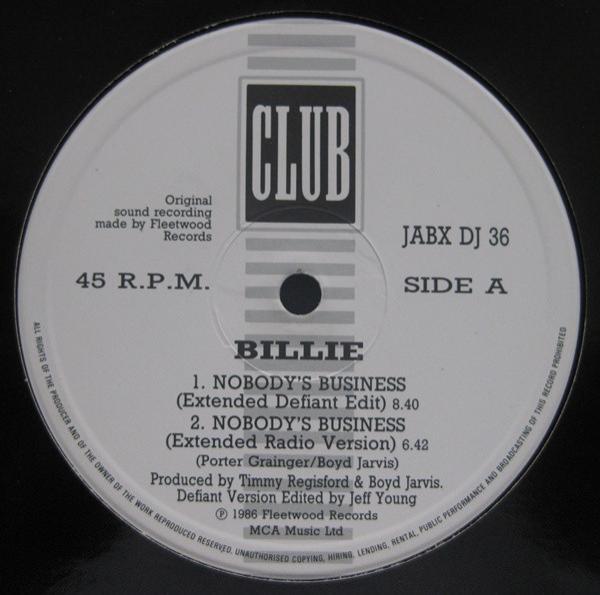 CLUB
Original
sound recording
made by Fleetwood
Records
JABX DJ 36
45 R.P.M.
SIDE A
BILLIE
1. NOBODY'S BUSINESS
(Extended Defiant Edit) 8.40
2. NOBODY'S BUSINESS
(Extended Radio Version) 6.42
(Porter Grainger/Boyd Jarvis)
Produced by Timmy Regisford & Boyd Jarvis.
Defiant Version Edited by Jeff Young
℗ 1986 Fleetwood Records
MCA Music Ltd
ALL RIGHTS OF THE PRODUCER AND OF THE OWNER OF THE WORK REPRODUCED RESERVED. UNAUTHORISED COPYING, HIRING, LENDING, RENTAL, PUBLIC PERFORMANCE AND BROADCASTING OF THIS RECORD PROHIBITED